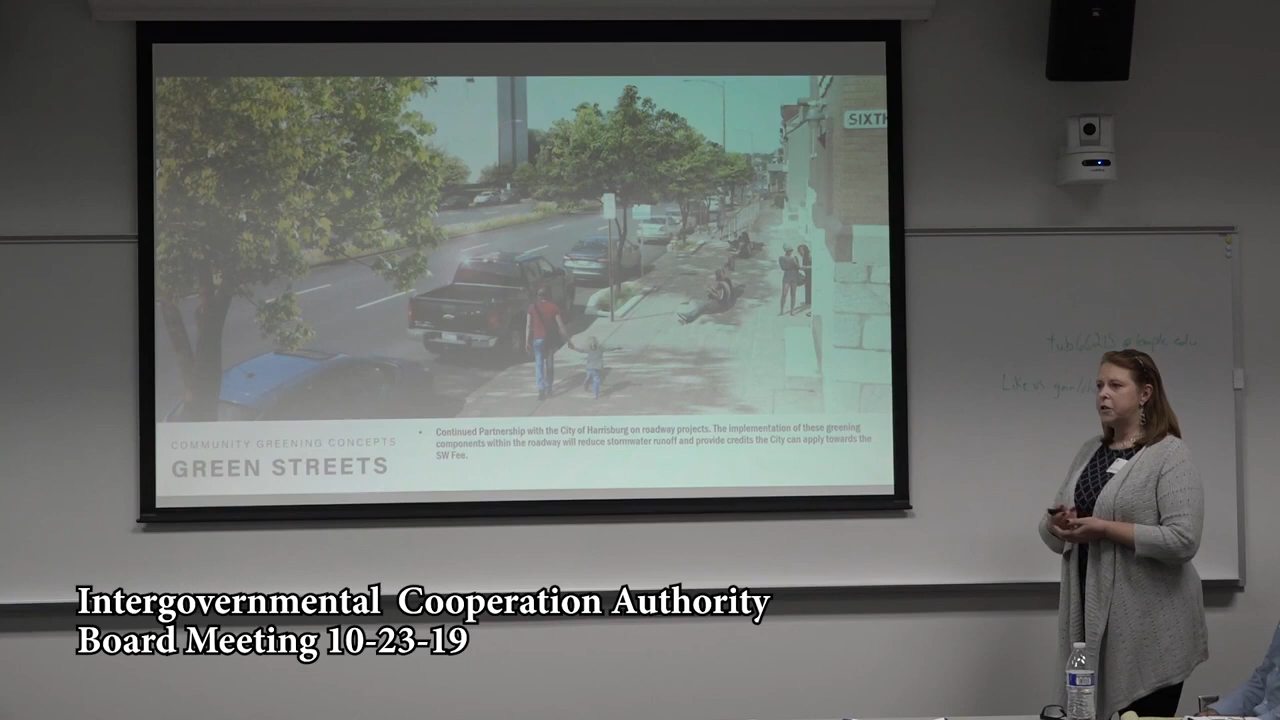 SIXTH
COMMUNITY GREENING CONCEPTS
GREEN STREETS
• Continued Partnership with the City of Harrisburg on roadway projects. The implementation of these greening
components within the roadway will reduce stormwater runoff and provide credits the City can apply towards the
SW Fee.
Intergovernmental Cooperation Authority
Board Meeting 10-23-19